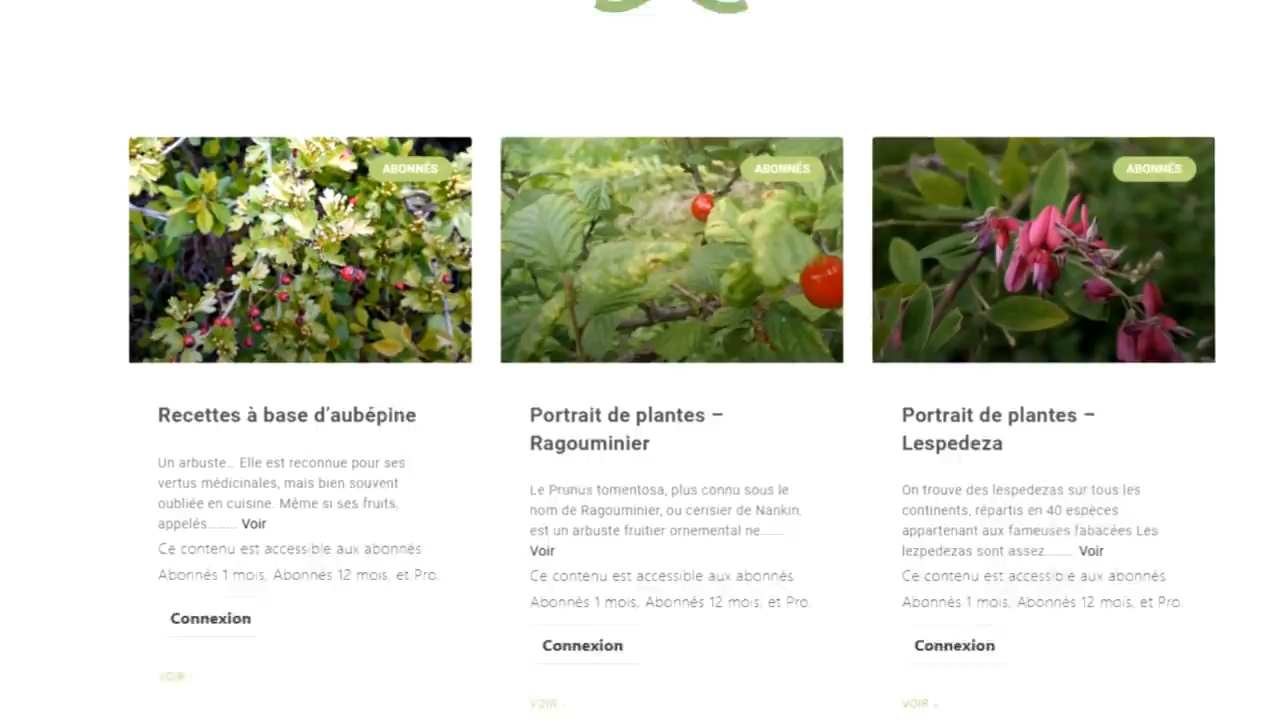 ABONNÉS
ABONNÉS
ABONNÉS
Recettes à base d'aubépine
Un arbuste… Elle est reconnue pour ses
vertus médicinales, mais bien souvent
oubliée en cuisine. Même si ses fruits,
appelés……… Voir
Ce contenu est accessible aux abonnés
Abonnés 1 mois, Abonnés 12 mois, et Pro.
Connexion
VOIR
Portrait de plantes –
Ragouminier
Le Prunus tomentosa, plus connu sous le
nom de Ragouminier, ou cerisier de Nankin,
est un arbuste fruitier ornemental ne………
Voir
Ce contenu est accessible aux abonnés
Abonnés 1 mois, Abonnés 12 mois, et Pro.
Connexion
VOIR
Portrait de plantes –
Lespedeza
On trouve des lespedezas sur tous les
continents, répartis en 40 espèces
appartenant aux fameuses fabacées Les
lezpedezas sont assez……… Voir
Ce contenu est accessible aux abonnés
Abonnés 1 mois, Abonnés 12 mois, et Pro.
Connexion
VOIR